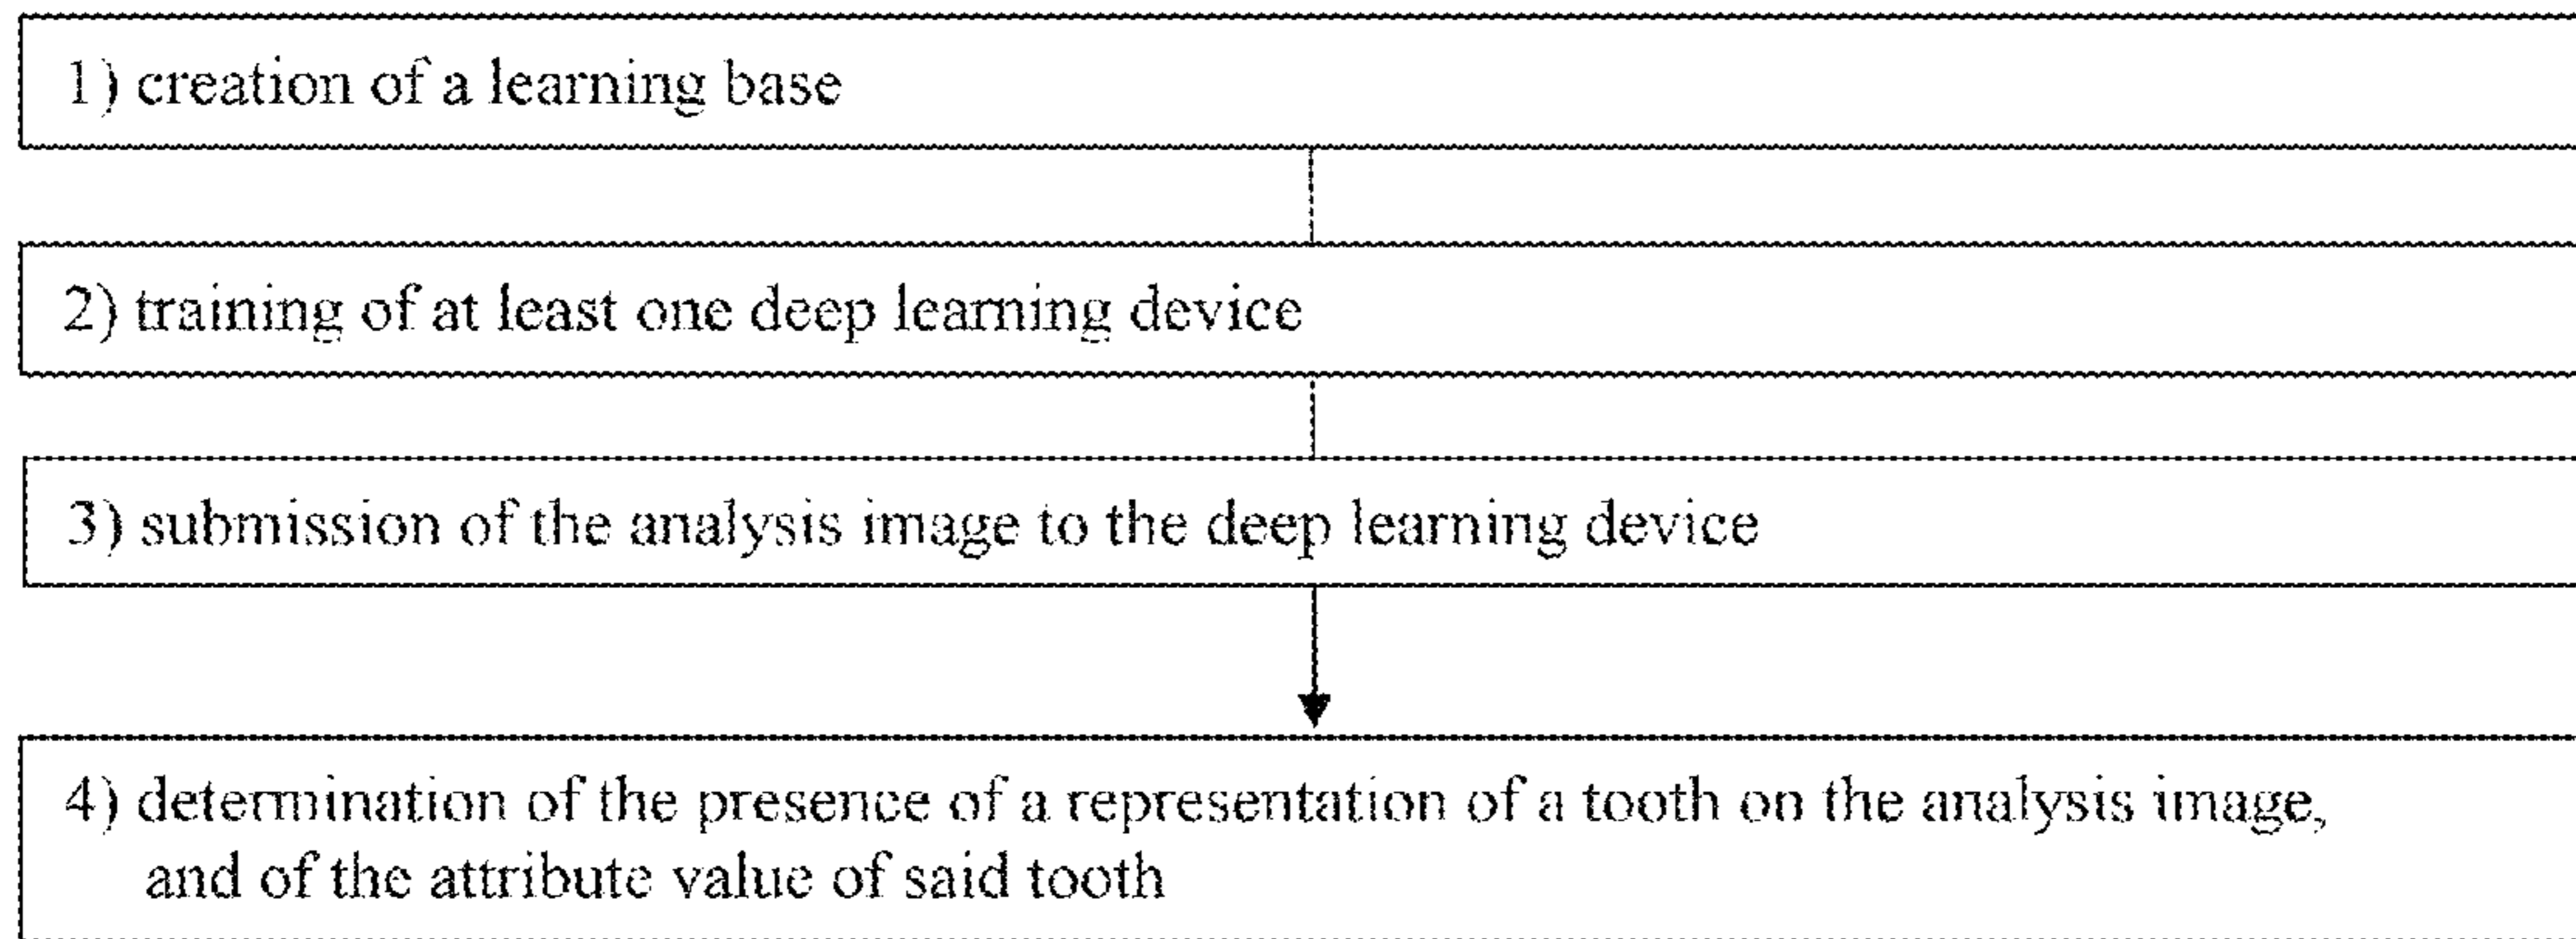 1) creation of a learning base
2) training of at least one deep learning device
3) submission of the analysis image to the deep learning device
4) determination of the presence of a representation of a tooth on the analysis image,
and of the attribute value of said tooth